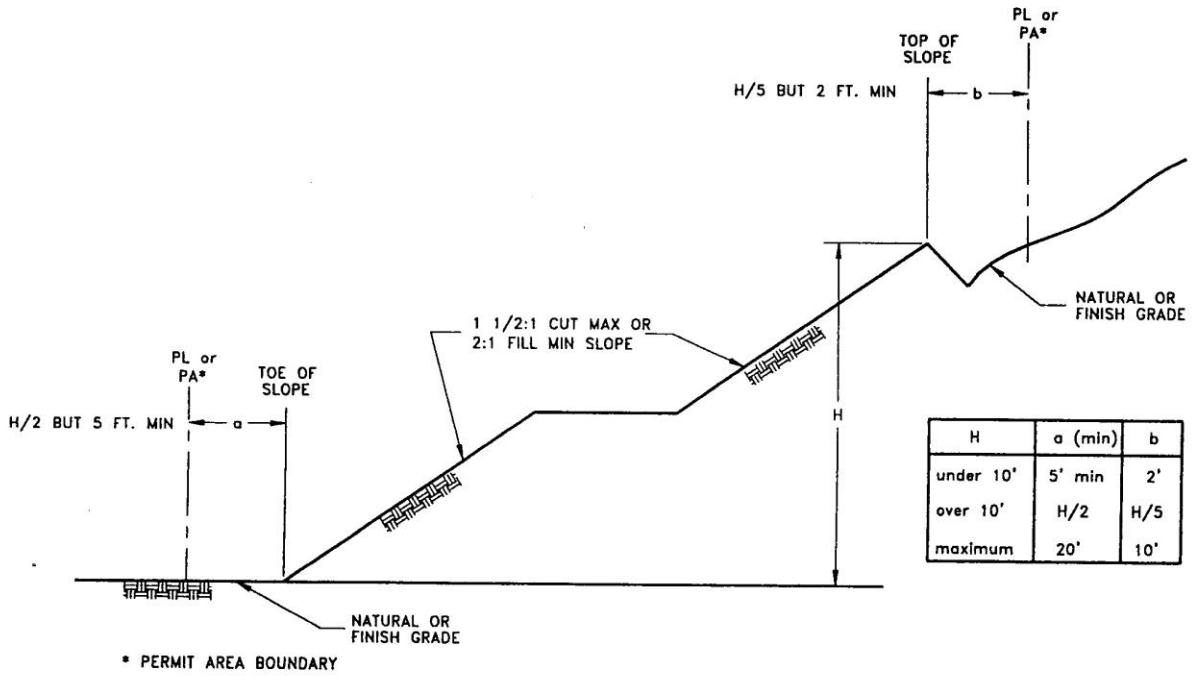 PL or
PA*
TOP OF
SLOPE
H/5 BUT 2 FT. MIN
b
NATURAL OR
FINISH GRADE
1 1/2:1 CUT MAX OR
2:1 FILL MIN SLOPE
PL or
PA*
TOE OF
SLOPE
H/2 BUT 5 FT. MIN
a
H
H a (min) b
under 10' 5' min 2'
over 10' H/2 H/5
maximum 20' 10'
NATURAL OR
FINISH GRADE
* PERMIT AREA BOUNDARY